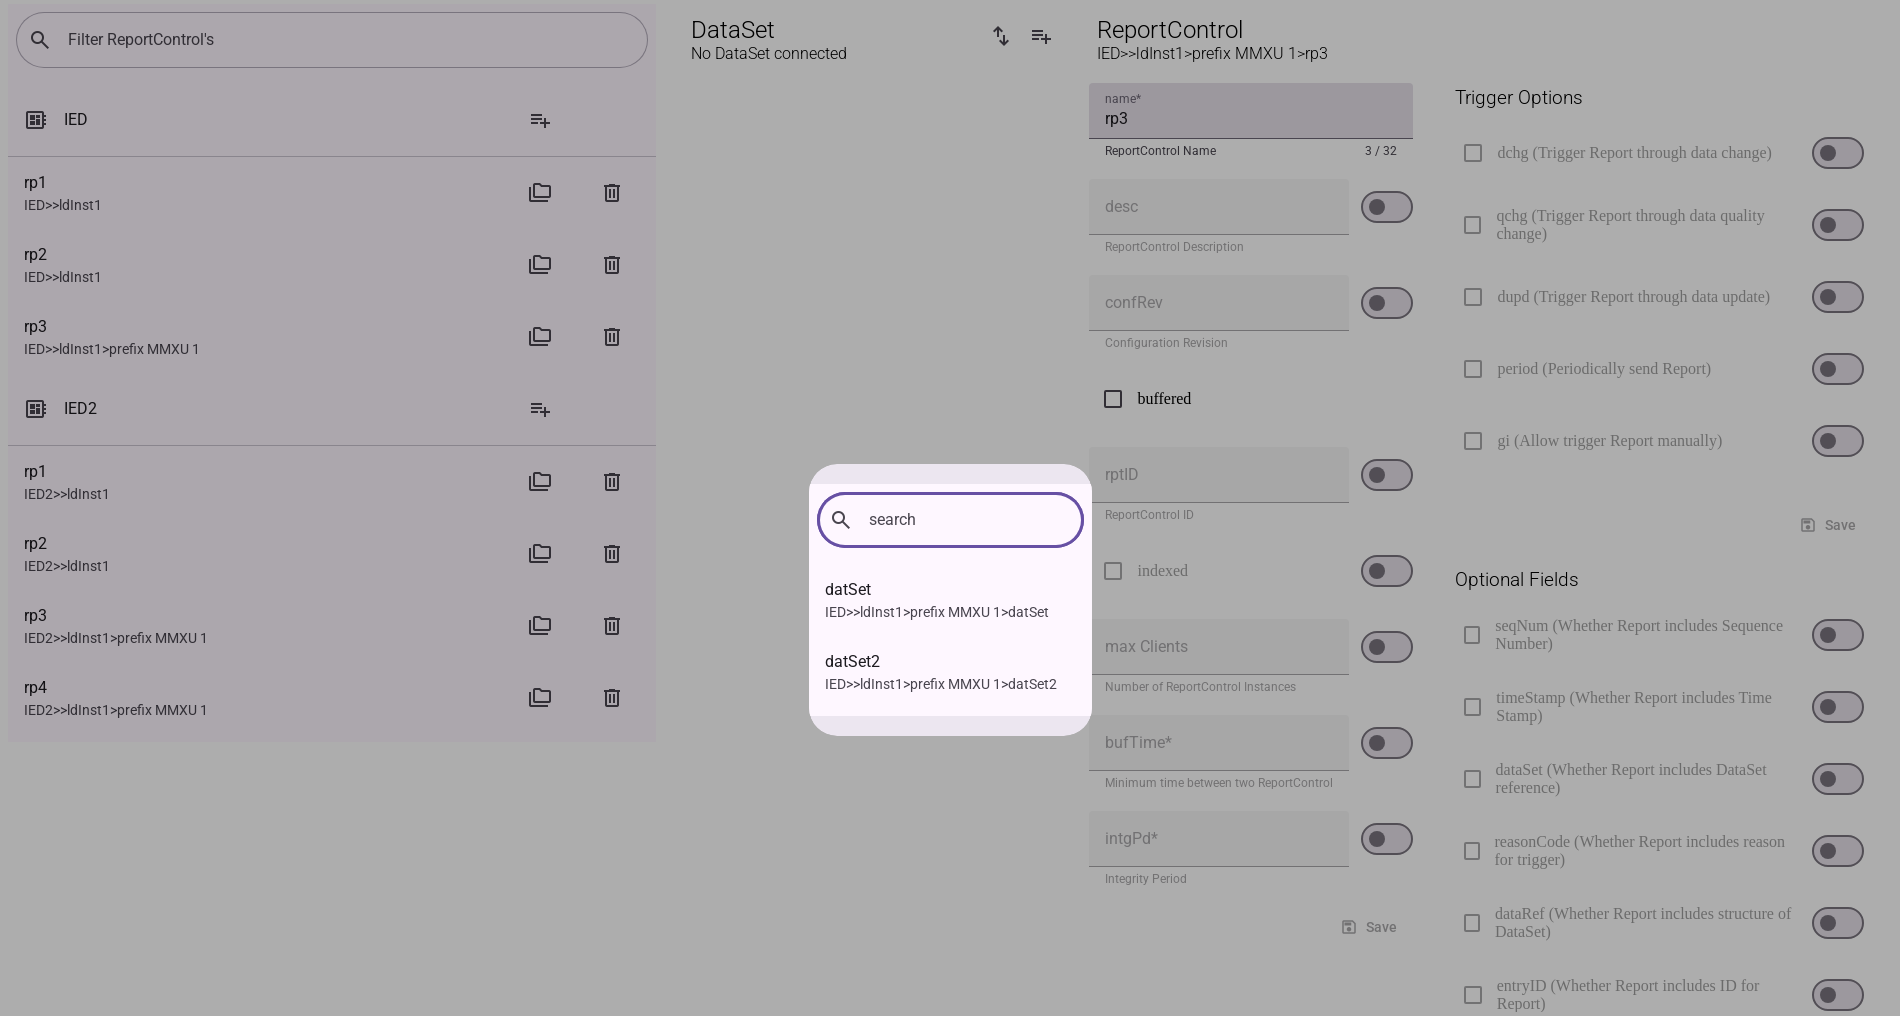 Filter ReportControl's
IED
rp1
IED>>ldInst1
rp2
IED>>ldInst1
rp3
IED>>ldInst1>prefix MMXU 1
IED2
rp1
IED2>>ldInst1
rp2
IED2>>ldInst1
rp3
IED2>>ldInst1>prefix MMXU 1
rp4
IED2>>ldInst1>prefix MMXU 1
DataSet
No DataSet connected
search
datSet
IED>>ldInst1>prefix MMXU 1>datSet
datSet2
IED>>ldInst1>prefix MMXU 1>datSet2
ReportControl
IED>>ldInst1>prefix MMXU 1>rp3
name*
rp3
ReportControl Name 3 / 32
desc
ReportControl Description
confRev
Configuration Revision
buffered
rptID
ReportControl ID
indexed
max Clients
Number of ReportControl Instances
bufTime*
Minimum time between two ReportControl
intgPd*
Integrity Period
Save
Trigger Options
dchg (Trigger Report through data change)
qchg (Trigger Report through data quality
change)
dupd (Trigger Report through data update)
period (Periodically send Report)
gi (Allow trigger Report manually)
Save
Optional Fields
seqNum (Whether Report includes Sequence
Number)
timeStamp (Whether Report includes Time
Stamp)
dataSet (Whether Report includes DataSet
reference)
reasonCode (Whether Report includes reason
for trigger)
dataRef (Whether Report includes structure of
DataSet)
entryID (Whether Report includes ID for
Report)